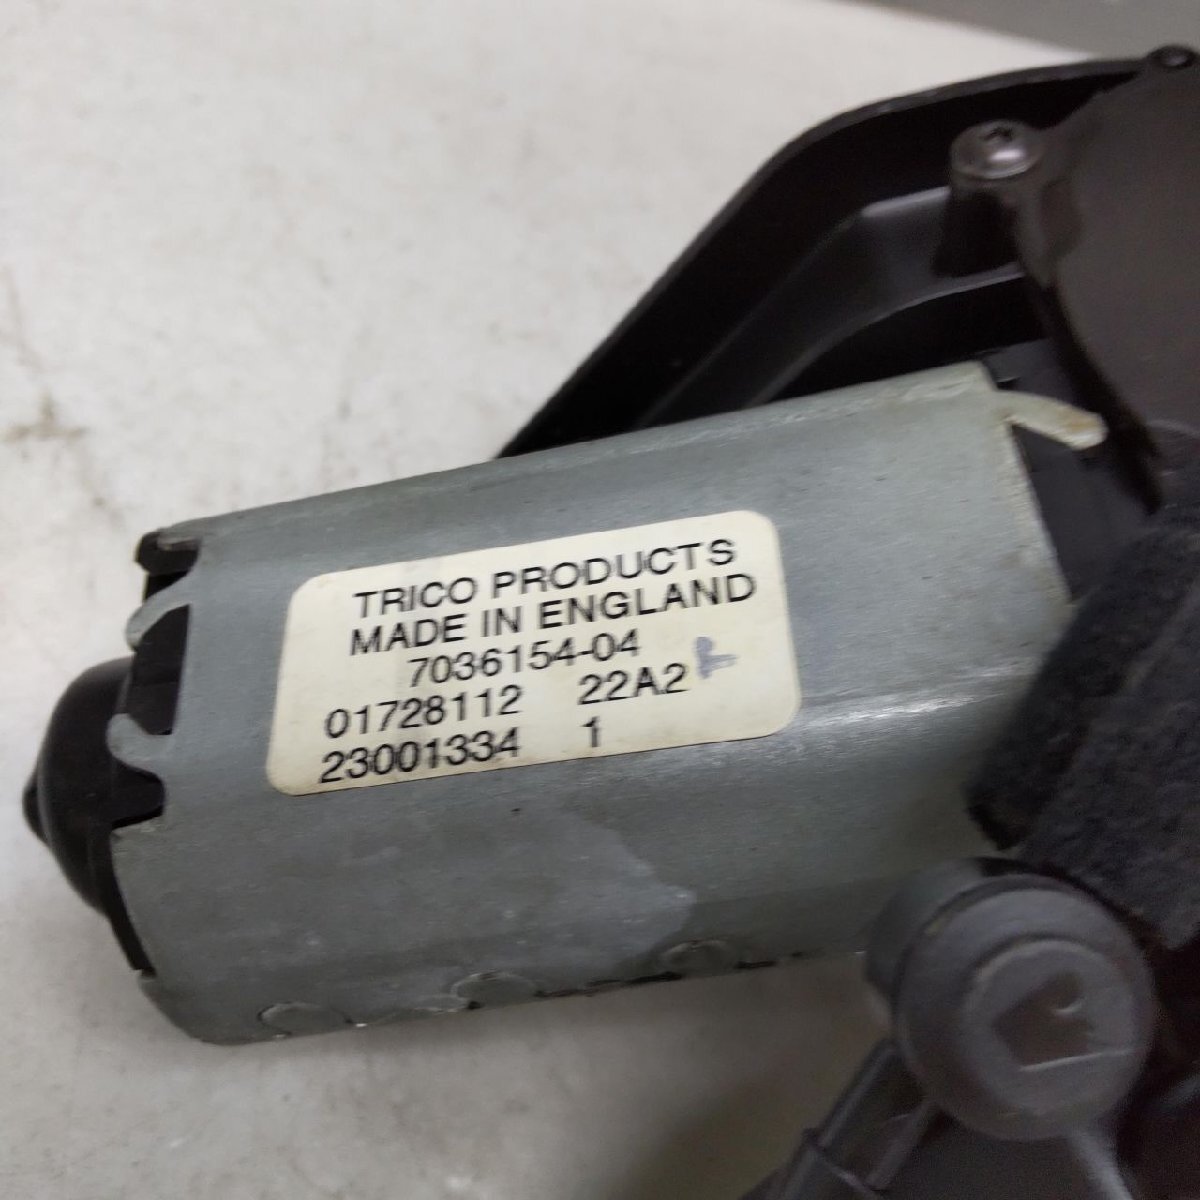 TRICO PRODUCTS
MADE IN ENGLAND
7036154-04
01728112 22A2
23001334 1